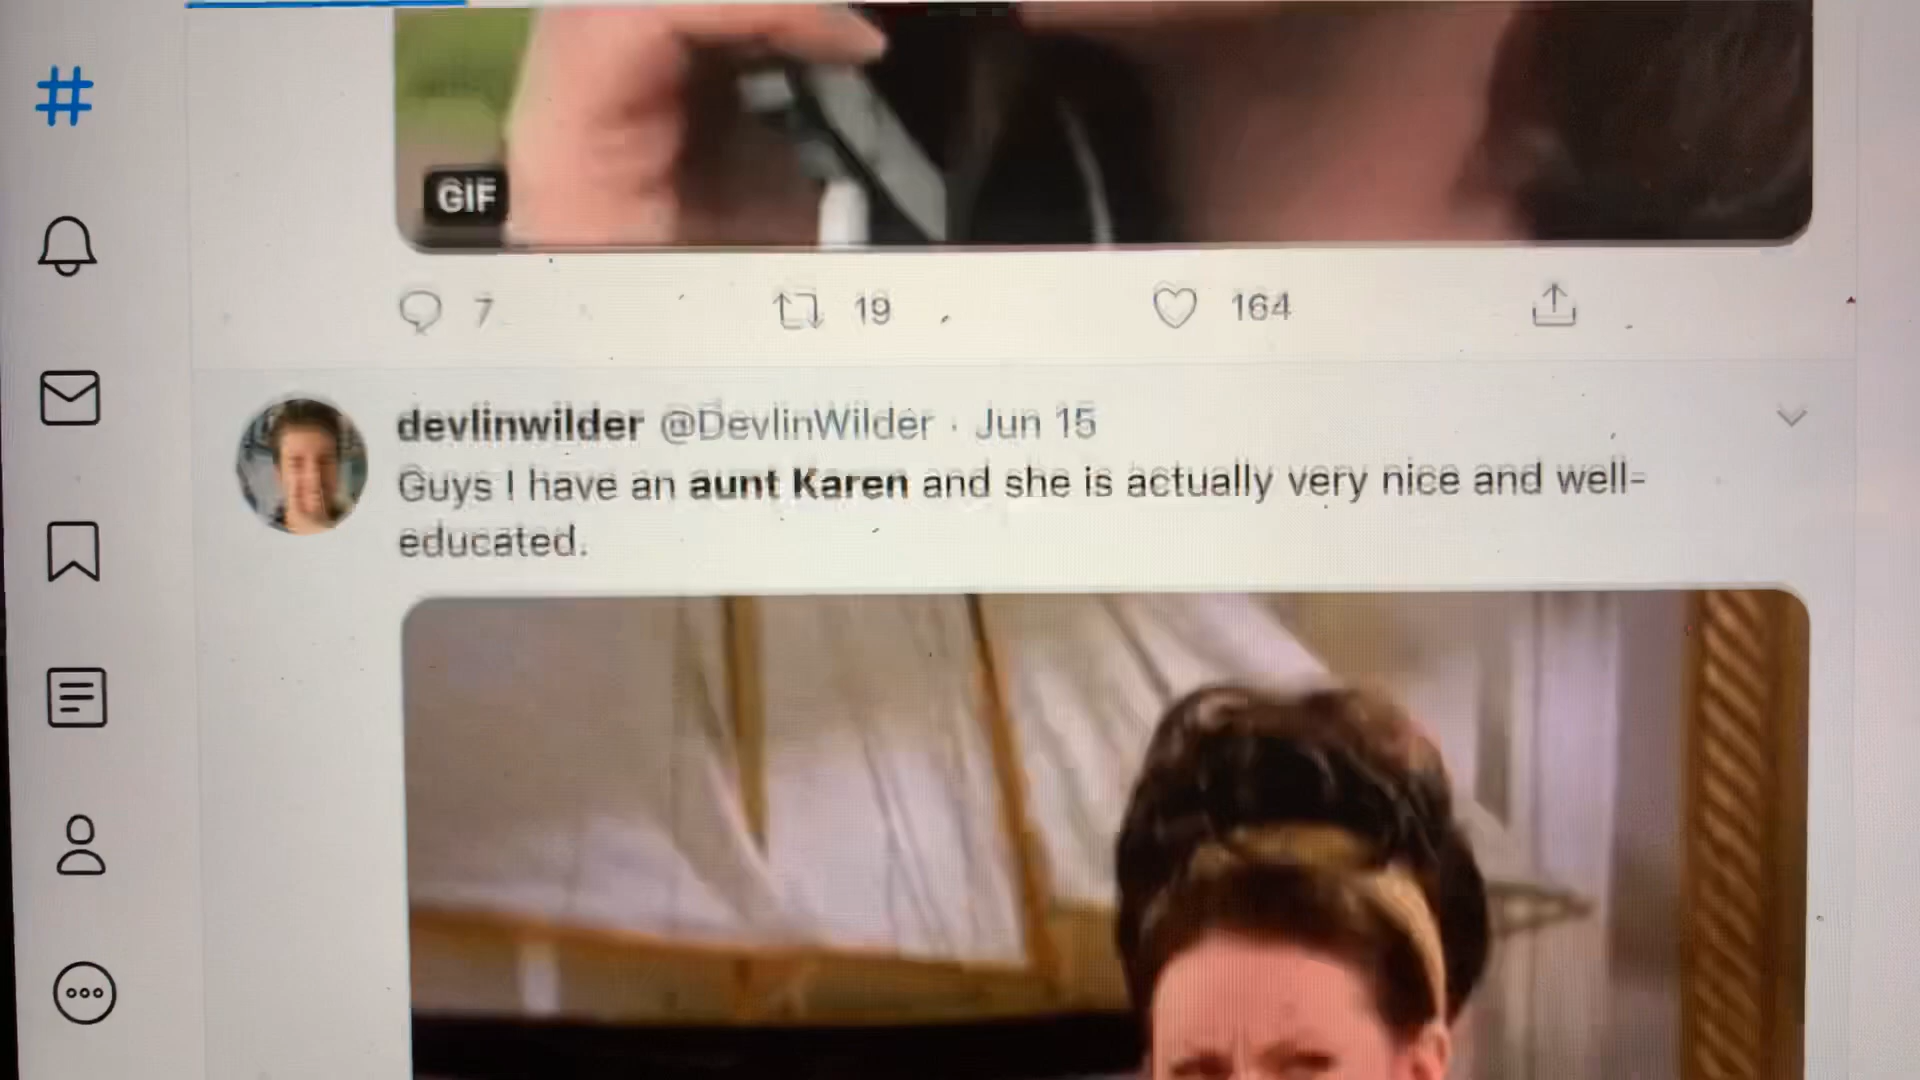 GIF
7 19 164
devlinwilder @DevlinWilder · Jun 15
Guys I have an aunt Karen and she is actually very nice and well-
educated.